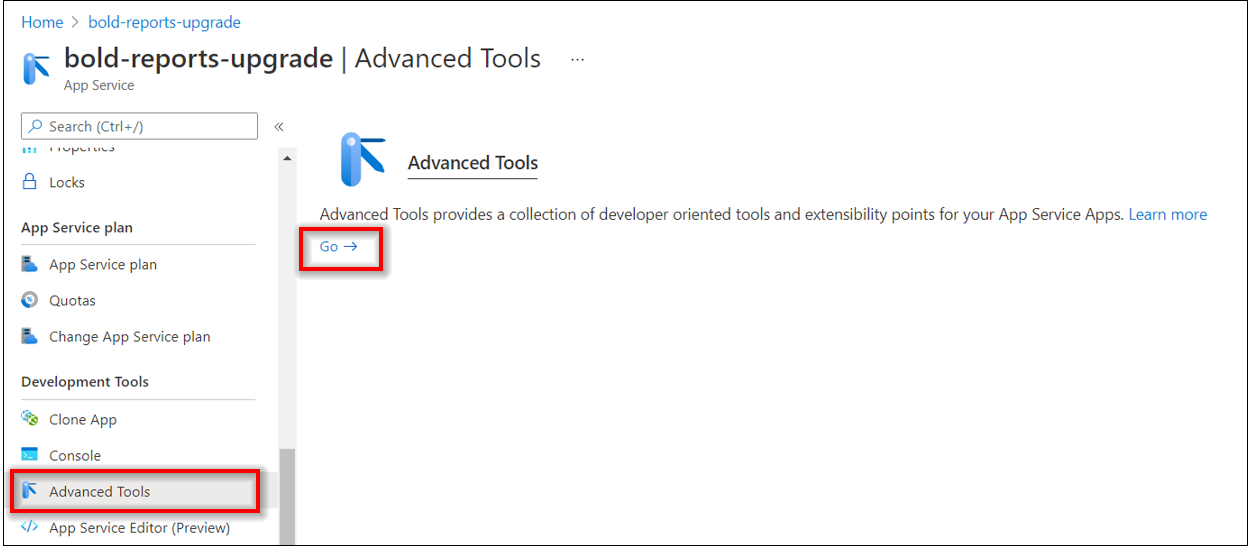 Home > bold-reports-upgrade
bold-reports-upgrade | Advanced Tools ...
App Service
Search (Ctrl+/) «
Properties
Locks
App Service plan
App Service plan
Quotas
Change App Service plan
Development Tools
Clone App
Console
Advanced Tools
App Service Editor (Preview)
Advanced Tools
Advanced Tools provides a collection of developer oriented tools and extensibility points for your App Service Apps. Learn more
Go →